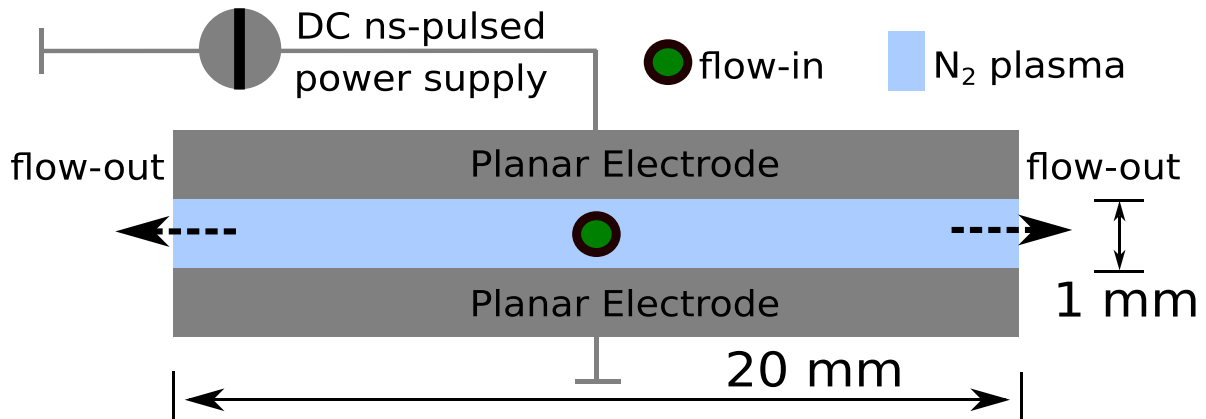 DC ns-pulsed
power supply
flow-in
N₂ plasma
flow-out
Planar Electrode
flow-out
Planar Electrode
1 mm
20 mm